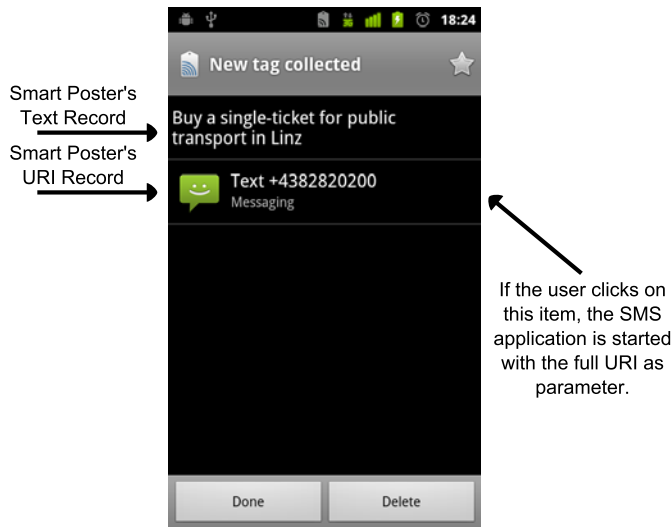 18:24
New tag collected
Smart Poster's
Text Record
Buy a single-ticket for public
transport in Linz
Smart Poster's
URI Record
Text +4382820200
Messaging
If the user clicks on
this item, the SMS
application is started
with the full URI as
parameter.
Done
Delete